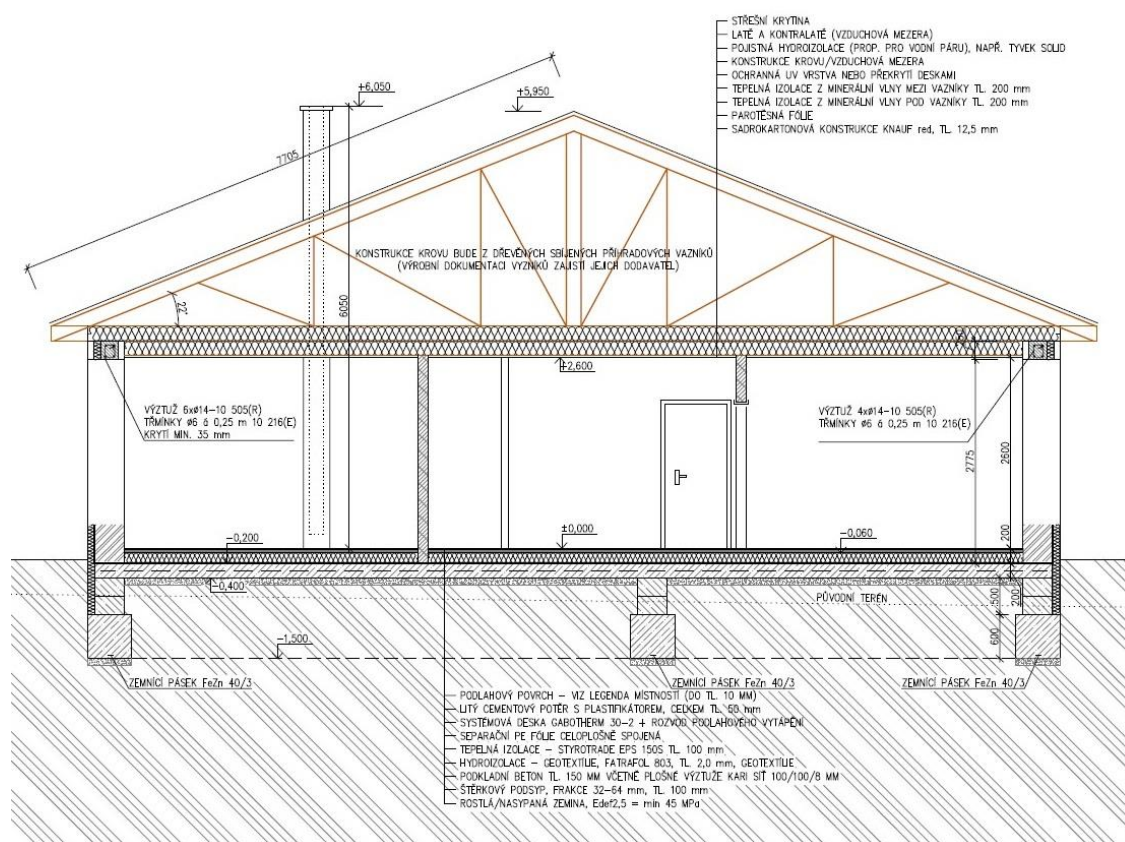 STŘEŠNÍ KRYTINA
LATĚ A KONTRALATĚ (VZDUCHOVÁ MEZERA)
POJISTNÁ HYDROIZOLACE (PROP. PRO VODNÍ PÁRU), NAPŘ. TYVEK SOLID
KONSTRUKCE KROVU/VZDUCHOVÁ MEZERA
OCHRANNÁ UV VRSTVA NEBO PŘEKRYTÍ DESKAMI
TEPELNÁ IZOLACE Z MINERÁLNÍ VLNY MEZI VAZNÍKY TL. 200 mm
TEPELNÁ IZOLACE Z MINERÁLNÍ VLNY POD VAZNÍKY TL. 200 mm
PAROTĚSNÁ FÓLIE
SADROKARTONOVÁ KONSTRUKCE KNAUF red, TL. 12,5 mm
+6,050
+5,950
7705
KONSTRUKCE KROVU BUDE Z DŘEVĚNÝCH SBÍJENÝCH PŘÍHRADOVÝCH VAZNÍKŮ
(VÝROBNÍ DOKUMENTACI VYZNÍKŮ ZAJISTÍ JEJICH DODAVATEL)
22°
6050
250
+2,600
VÝZTUŽ 6xø14-10 505(R)
TŘMÍNKY ø6 á 0,25 m 10 216(E)
KRYTÍ MIN. 35 mm
VÝZTUŽ 4xø14-10 505(R)
TŘMÍNKY ø6 á 0,25 m 10 216(E)
2775
2600
-0,200
±0,000
-0,060
200
-0,400
PŮVODNÍ TERÉN
500
200
600
-1,500
ZEMNÍCÍ PÁSEK FeZn 40/3
ZEMNÍCÍ PÁSEK FeZn 40/3
ZEMNÍCÍ PÁSEK FeZn 40/3
PODLAHOVÝ POVRCH – VIZ LEGENDA MÍSTNOSTÍ (DO TL. 10 MM)
LITÝ CEMENTOVÝ POTĚR S PLASTIFIKÁTOREM, CELKEM TL. 50 mm
SYSTÉMOVÁ DESKA GABOTHERM 30-2 + ROZVOD PODLAHOVÉHO VYTÁPĚNÍ
SEPARAČNÍ PE FÓLIE CELOPLOŠNĚ SPOJENÁ
TEPELNÁ IZOLACE – STYROTRADE EPS 150S TL. 100 mm
HYDROIZOLACE – GEOTEXTÍLIE, FATRAFOL 803, TL. 2,0 mm, GEOTEXTÍLIE
PODKLADNÍ BETON TL. 150 MM VČETNĚ PLOŠNÉ VÝZTUŽE KARI SÍŤ 100/100/8 MM
ŠTĚRKOVÝ PODSYP, FRAKCE 32-64 mm, TL. 100 mm
ROSTLÁ/NASYPANÁ ZEMINA, Edef2,5 = min 45 MPa